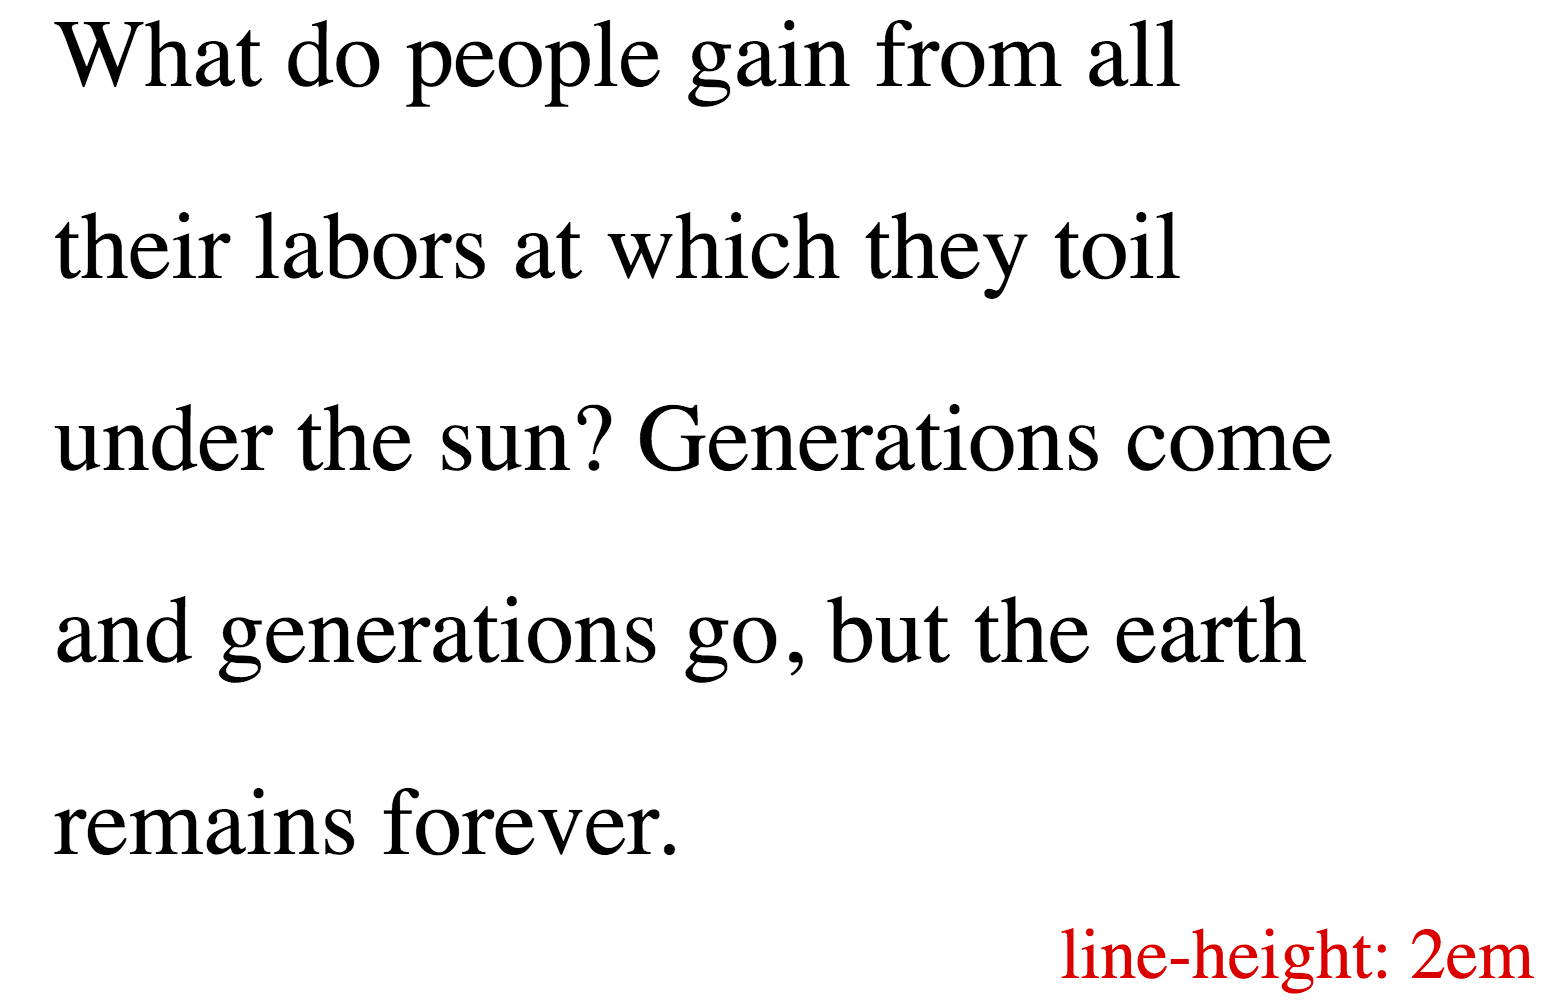 What do people gain from all
their labors at which they toil
under the sun? Generations come
and generations go, but the earth
remains forever.
line-height: 2em